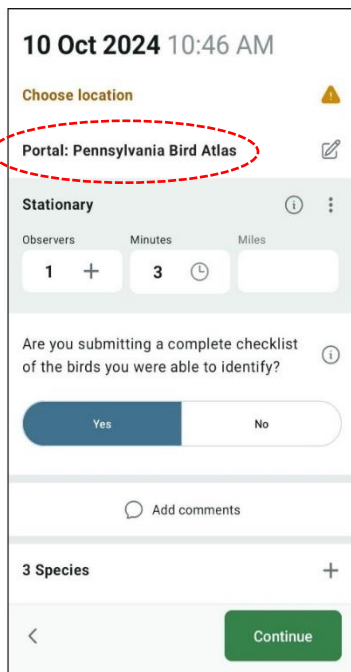 10 Oct 2024 10:46 AM
Choose location
Portal: Pennsylvania Bird Atlas
Stationary
Observers Minutes Miles
1 + 3
Are you submitting a complete checklist
of the birds you were able to identify?
Yes No
Add comments
3 Species +
Continue